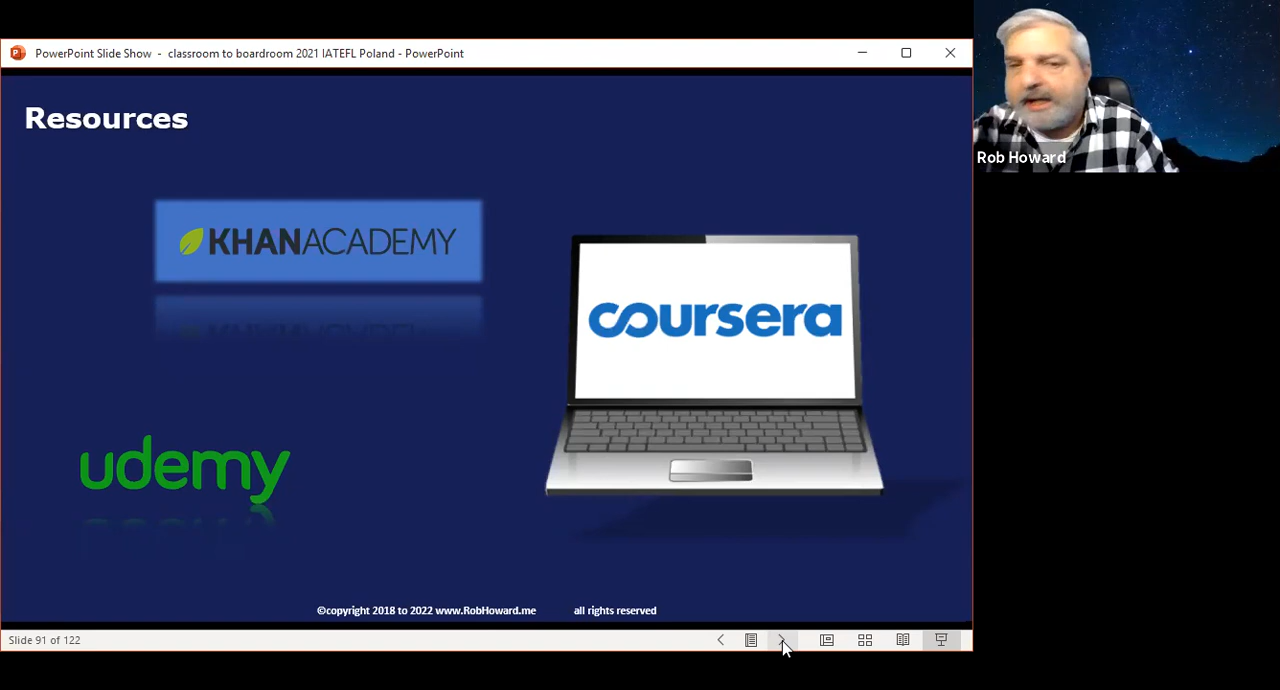 PowerPoint Slide Show - classroom to boardroom 2021 IATEFL Poland - PowerPoint
Resources
Rob Howard
KHANACADEMY
coursera
udemy
©copyright 2018 to 2022 www.RobHoward.me all rights reserved
Slide 91 of 122